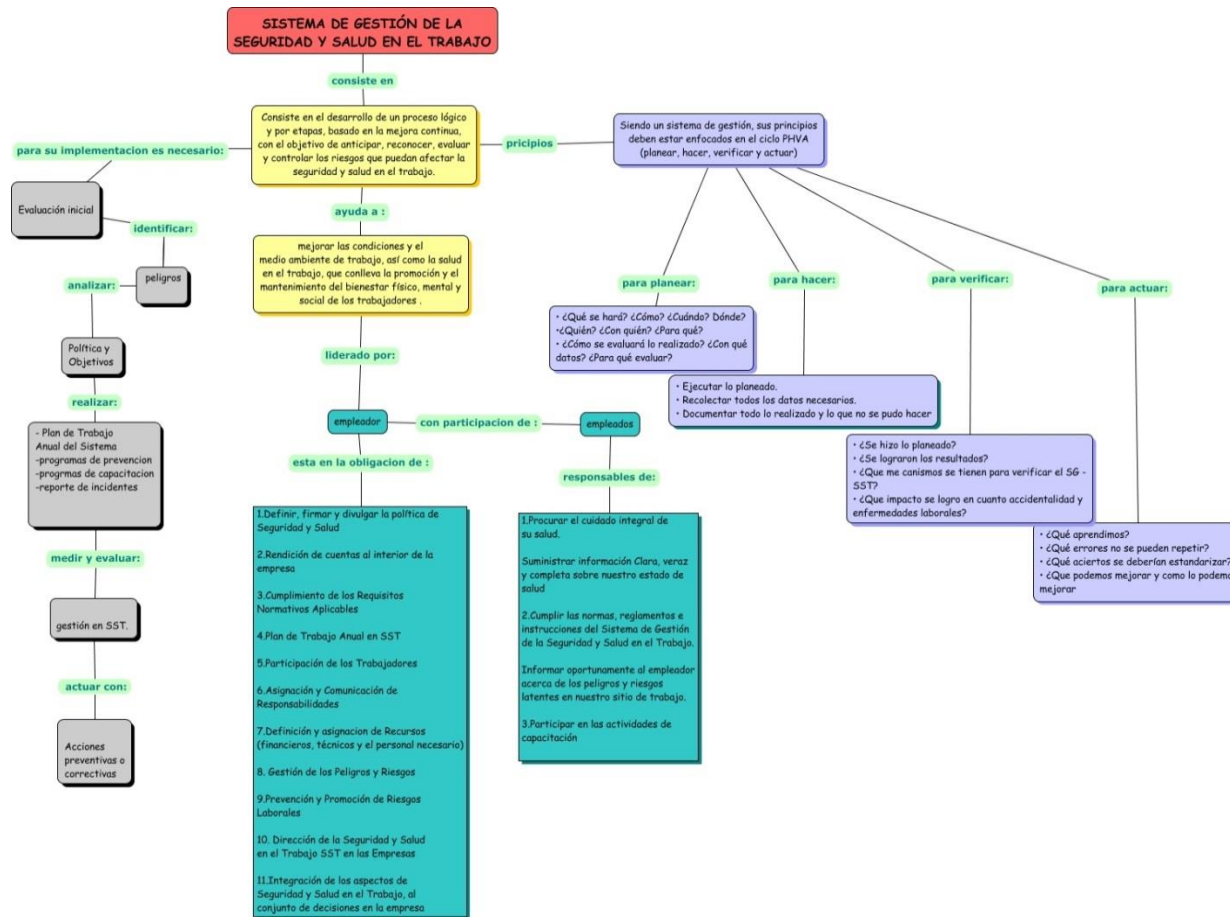 SISTEMA DE GESTIÓN DE LA
SEGURIDAD Y SALUD EN EL TRABAJO
consiste en
Consiste en el desarrollo de un proceso lógico
y por etapas, basado en la mejora continua,
con el objetivo de anticipar, reconocer, evaluar
y controlar los riesgos que puedan afectar la
seguridad y salud en el trabajo.
para su implementacion es necesario:
Evaluación inicial
identificar:
peligros
analizar:
Política y
Objetivos
realizar:
- Plan de Trabajo
Anual del Sistema
-programas de prevencion
-progrmas de capacitacion
-reporte de incidentes
medir y evaluar:
gestión en SST.
actuar con:
Acciones
preventivas o
correctivas
ayuda a :
mejorar las condiciones y el
medio ambiente de trabajo, así como la salud
en el trabajo, que conlleva la promoción y el
mantenimiento del bienestar físico, mental y
social de los trabajadores .
liderado por:
empleador
con participacion de :
empleados
esta en la obligacion de :
1.Definir, firmar y divulgar la política de
Seguridad y Salud
2.Rendición de cuentas al interior de la
empresa
3.Cumplimiento de los Requisitos
Normativos Aplicables
4.Plan de Trabajo Anual en SST
5.Participación de los Trabajadores
6.Asignación y Comunicación de
Responsabilidades
7.Definición y asignacion de Recursos
(financieros, técnicos y el personal necesario)
8. Gestión de los Peligros y Riesgos
9.Prevención y Promoción de Riesgos
Laborales
10. Dirección de la Seguridad y Salud
en el Trabajo SST en las Empresas
11.Integración de los aspectos de
Seguridad y Salud en el Trabajo, al
conjunto de decisiones en la empresa
responsables de:
1.Procurar el cuidado integral de
su salud.
Suministrar información Clara, veraz
y completa sobre nuestro estado de
salud
2.Cumplir las normas, reglamentos e
instrucciones del Sistema de Gestión
de la Seguridad y Salud en el Trabajo.
Informar oportunamente al empleador
acerca de los peligros y riesgos
latentes en nuestro sitio de trabajo.
3.Participar en las actividades de
capacitación
pricipios
Siendo un sistema de gestión, sus principios
deben estar enfocados en el ciclo PHVA
(planear, hacer, verificar y actuar)
para planear:
• ¿Qué se hará? ¿Cómo? ¿Cuándo? Dónde?
•¿Quién? ¿Con quién? ¿Para qué?
• ¿Cómo se evaluará lo realizado? ¿Con qué
datos? ¿Para qué evaluar?
para hacer:
• Ejecutar lo planeado.
• Recolectar todos los datos necesarios.
• Documentar todo lo realizado y lo que no se pudo hacer
para verificar:
• ¿Se hizo lo planeado?
• ¿Se lograron los resultados?
• ¿Que me canismos se tienen para verificar el SG -
SST?
• ¿Que impacto se logro en cuanto accidentalidad y
enfermedades laborales?
para actuar:
• ¿Qué aprendimos?
• ¿Qué errores no se pueden repetir?
• ¿Qué aciertos se deberían estandarizar?
• ¿Que podemos mejorar y como lo podemo
mejorar